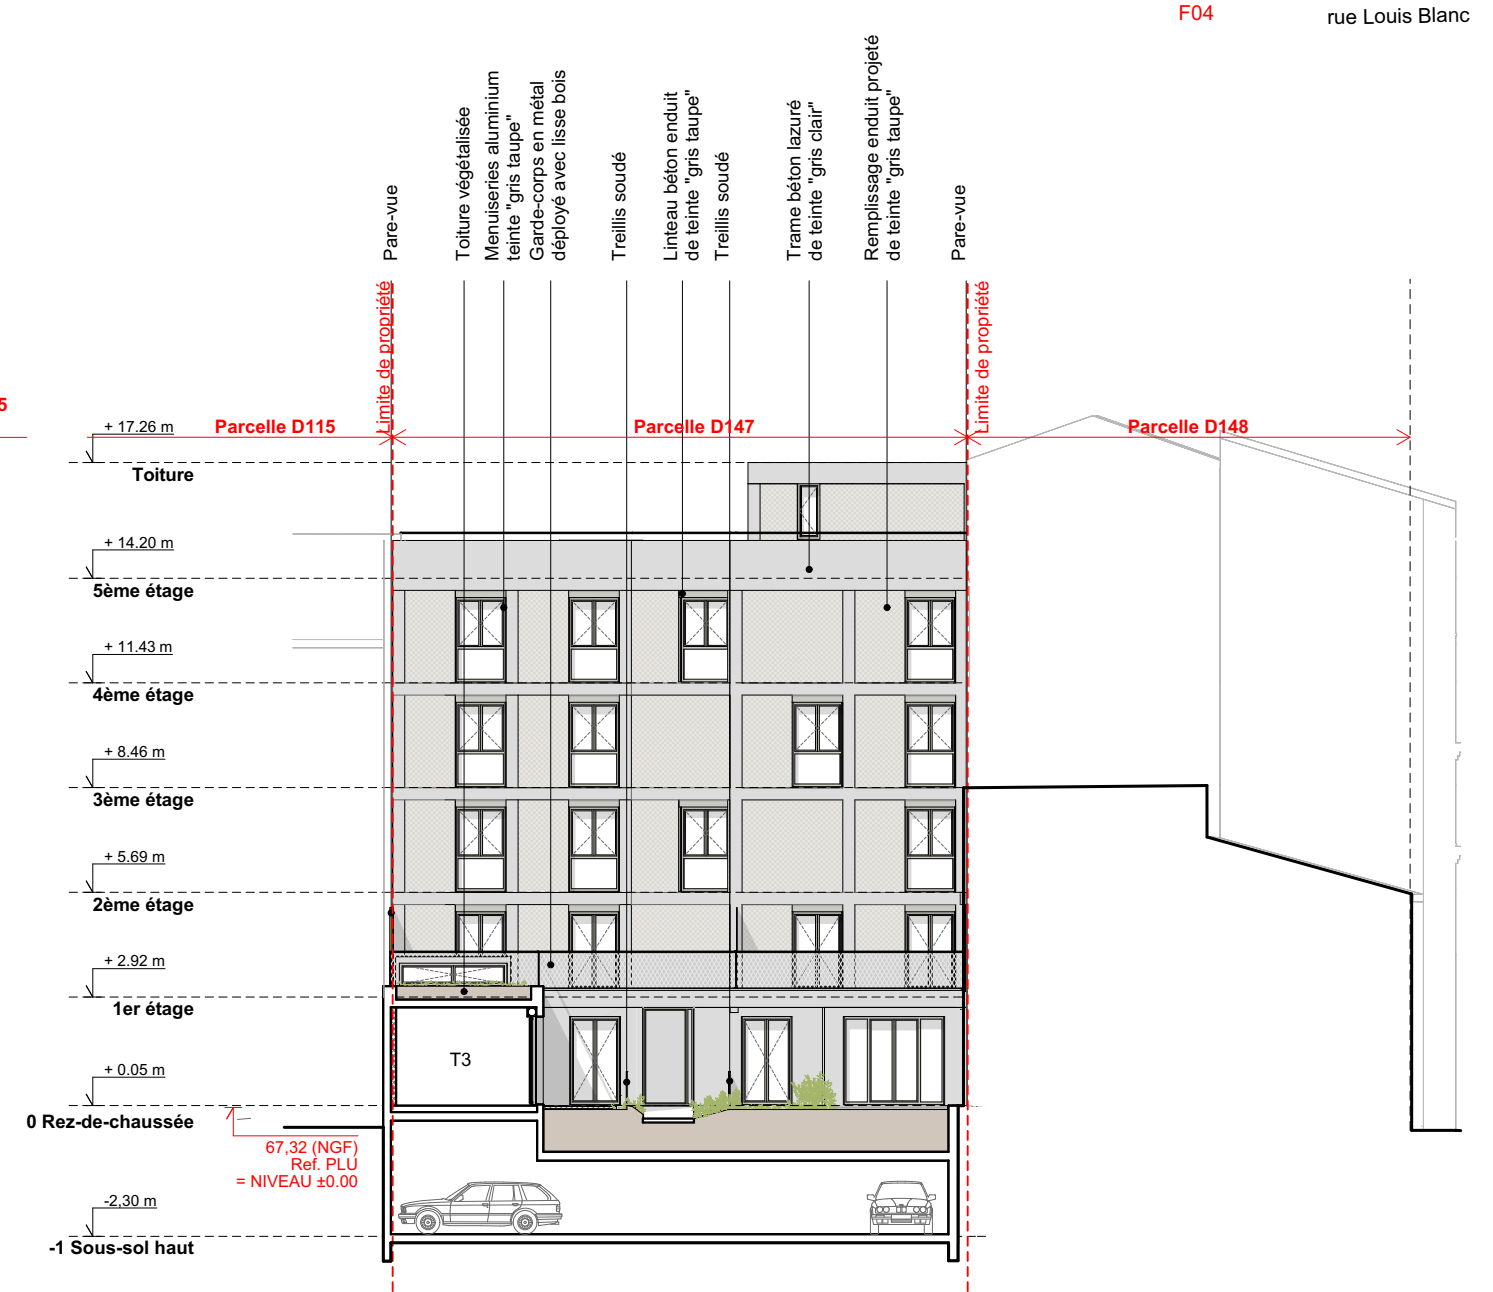 F04
rue Louis Blanc
Pare-vue
Toiture végétalisée
Menuiseries aluminium
teinte "gris taupe"
Garde-corps en métal
déployé avec lisse bois
Treillis soudé
Linteau béton enduit
de teinte "gris taupe"
Treillis soudé
Trame béton lazuré
de teinte "gris clair"
Remplissage enduit projeté
de teinte "gris taupe"
Pare-vue
Limite de propriété
Limite de propriété
5
Parcelle D115
Parcelle D147
Parcelle D148
+ 17.26 m
Toiture
+ 14.20 m
5ème étage
+ 11.43 m
4ème étage
+ 8.46 m
3ème étage
+ 5.69 m
2ème étage
+ 2.92 m
1er étage
T3
+ 0.05 m
0 Rez-de-chaussée
67,32 (NGF)
Ref. PLU
= NIVEAU ±0.00
-2,30 m
-1 Sous-sol haut